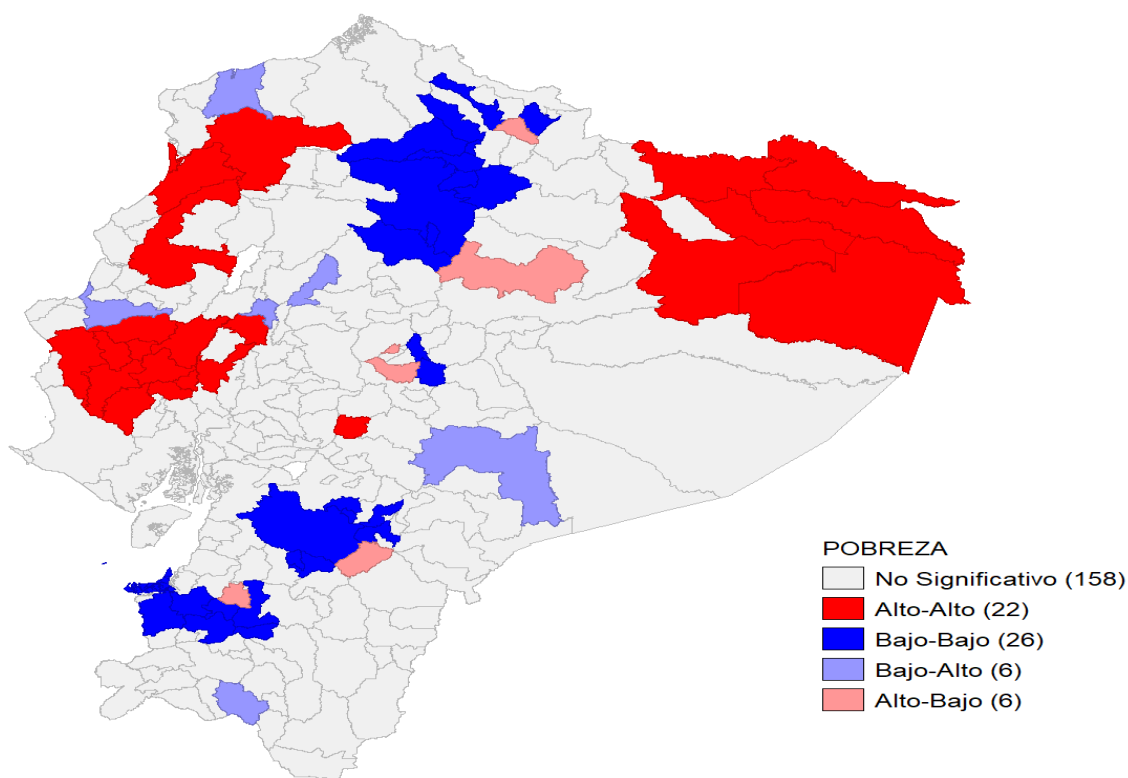 POBREZA
No Significativo (158)
Alto-Alto (22)
Bajo-Bajo (26)
Bajo-Alto (6)
Alto-Bajo (6)